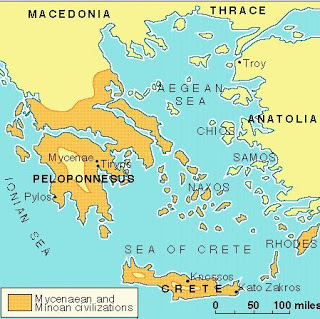 MACEDONIA
THRACE
Troy
AEGEAN
SEA
ANATOLIA
CHIOS
SAMOS
Mycenae
Tiryns
PELOPONNESUS
NAXOS
Pylos
IONIAN SEA
SEA OF CRETE
RHODES
Knossos
CRETE
Kato Zakros
Mycenaean and
Minoan civilizations
0 50 100 miles